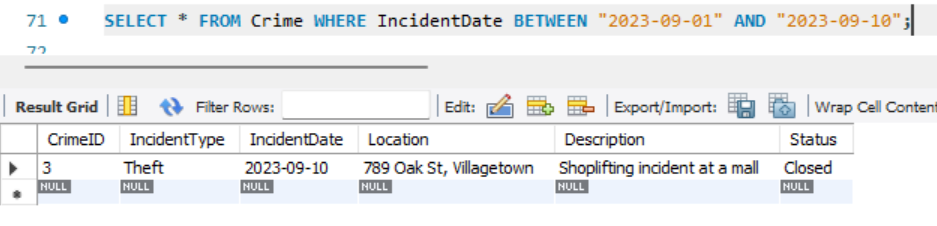 71 SELECT * FROM Crime WHERE IncidentDate BETWEEN "2023-09-01" AND "2023-09-10";
72
Result Grid Filter Rows: Edit: Export/Import: Wrap Cell Content
CrimeID IncidentType IncidentDate Location Description Status
3 Theft 2023-09-10 789 Oak St, Villagetown Shoplifting incident at a mall Closed
NULL NULL NULL NULL NULL NULL